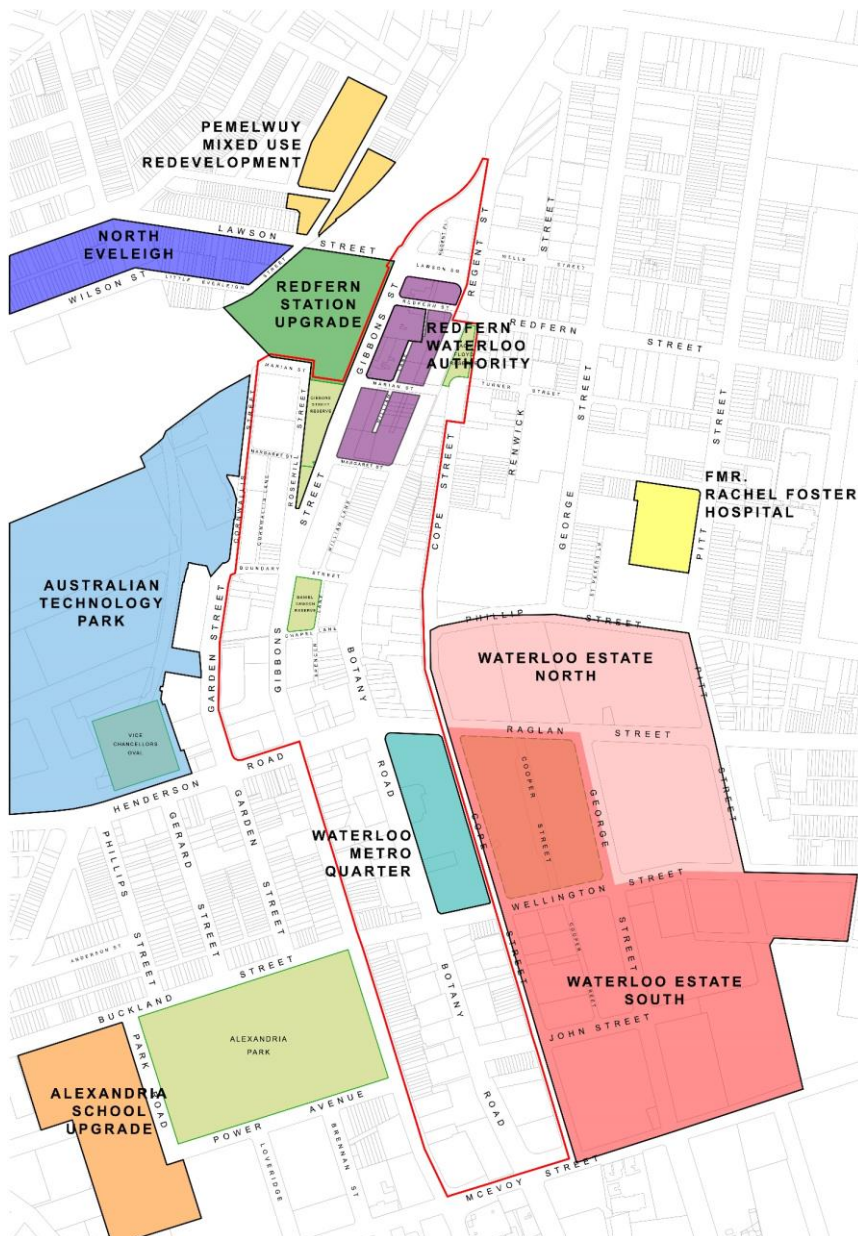 PEMELWUY
MIXED USE
REDEVELOPMENT
NORTH
EVELEIGH
LAWSON
STREET
WILSON ST
LITTLE EVELEIGH
STREET
REDFERN
STATION
UPGRADE
GIBBONS ST
REGENT ST
LAWSON SQ
REDFERN ST
STREET
WELLS STREET
REDFERN
WATERLOO
AUTHORITY
REDFERN
STREET
MARIAN ST
MARIAN ST
TURNER STREET
GIBBONS
STREET
RESERVE
MARGARET ST
MARGARET ST
CORNWALLIS STREET
CORNWALLIS LANE
ROSEHILL STREET
STREET
WILLIAM LANE
COPE STREET
RENWICK
GEORGE
STREET
STREET
PITT
FMR.
RACHEL FOSTER
HOSPITAL
AUSTRALIAN
TECHNOLOGY
PARK
BOUNDARY STREET
CHAPEL LANE
GARDEN STREET
GIBBONS
BOTANY
PHILLIP STREET
WATERLOO ESTATE
NORTH
PITT
STREET
VICE
CHANCELLORS
OVAL
RAGLAN
STREET
HENDERSON
ROAD
ROAD
COOPER
STREET
GEORGE
PHILLIPS
STREET
GERARD
STREET
GARDEN
STREET
WATERLOO
METRO
QUARTER
COPE
STREET
WELLINGTON STREET
COOPER
STREET
STREET
ANDERSON ST
BUCKLAND
STREET
WATERLOO ESTATE
SOUTH
BOTANY
ROAD
JOHN STREET
ALEXANDRIA
PARK
PARK
ROAD
ALEXANDRIA
SCHOOL
UPGRADE
POWER AVENUE
LOVERIDGE
BRENNAN ST
MCEVOY STREET